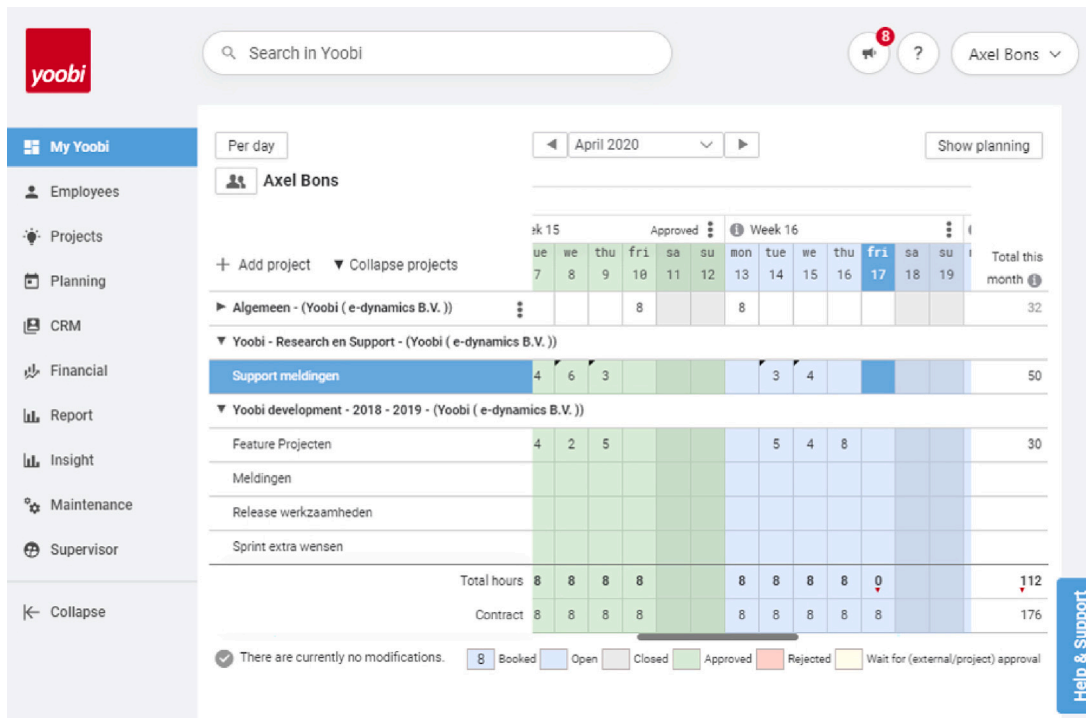 yoobi
Search in Yoobi
8
?
Axel Bons
My Yoobi
Employees
Projects
Planning
CRM
Financial
Report
Insight
Maintenance
Supervisor
Collapse
Per day
April 2020
Show planning
Axel Bons
ek 15 Approved Week 16
+ Add project ▼ Collapse projects
ue we thu fri sa su mon tue we thu fri sa su Total this
7 8 9 10 11 12 13 14 15 16 17 18 19 month
Algemeen - (Yoobi ( e-dynamics B.V. )) 8 8 32
Yoobi - Research en Support - (Yoobi ( e-dynamics B.V. ))
Support meldingen 4 6 3 3 4 50
Yoobi development - 2018 - 2019 - (Yoobi ( e-dynamics B.V. ))
Feature Projecten 4 2 5 5 4 8 30
Meldingen
Release werkzaamheden
Sprint extra wensen
Total hours 8 8 8 8 8 8 8 8 0 112
Contract 8 8 8 8 8 8 8 8 8 176
There are currently no modifications. 8 Booked Open Closed Approved Rejected Wait for (external/project) approval
Help & Support